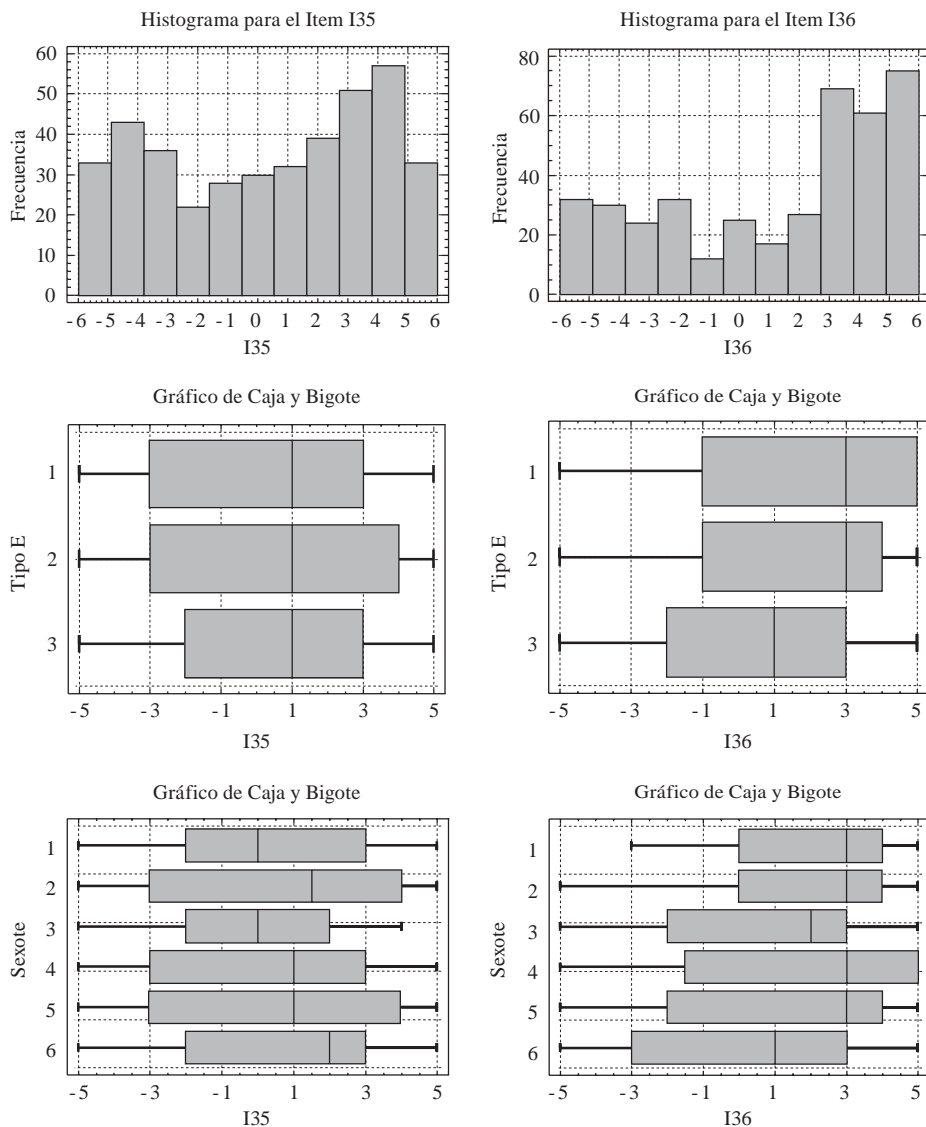 Histograma para el Item I35
60
50
40
30
20
10
0
Frecuencia
-6 -5 -4 -3 -2 -1 0 1 2 3 4 5 6
I35
Histograma para el Item I36
80
60
40
20
0
Frecuencia
-6 -5 -4 -3 -2 -1 0 1 2 3 4 5 6
I36
Gráfico de Caja y Bigote
1
2
3
Tipo E
-5 -3 -1 1 3 5
I35
Gráfico de Caja y Bigote
1
2
3
Tipo E
-5 -3 -1 1 3 5
I36
Gráfico de Caja y Bigote
1
2
3
4
5
6
Sexote
-5 -3 -1 1 3 5
I35
Gráfico de Caja y Bigote
1
2
3
4
5
6
Sexote
-5 -3 -1 1 3 5
I36